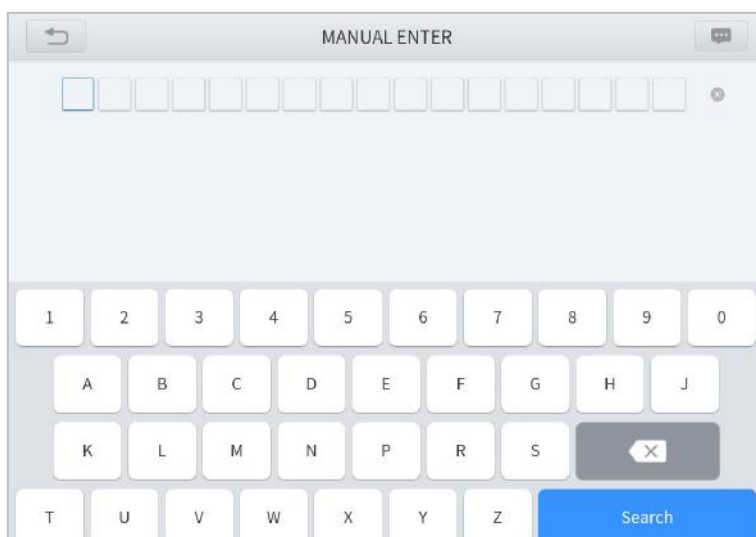 MANUAL ENTER
1 2 3 4 5 6 7 8 9 0
A B C D E F G H J
K L M N P R S
T U V W X Y Z Search